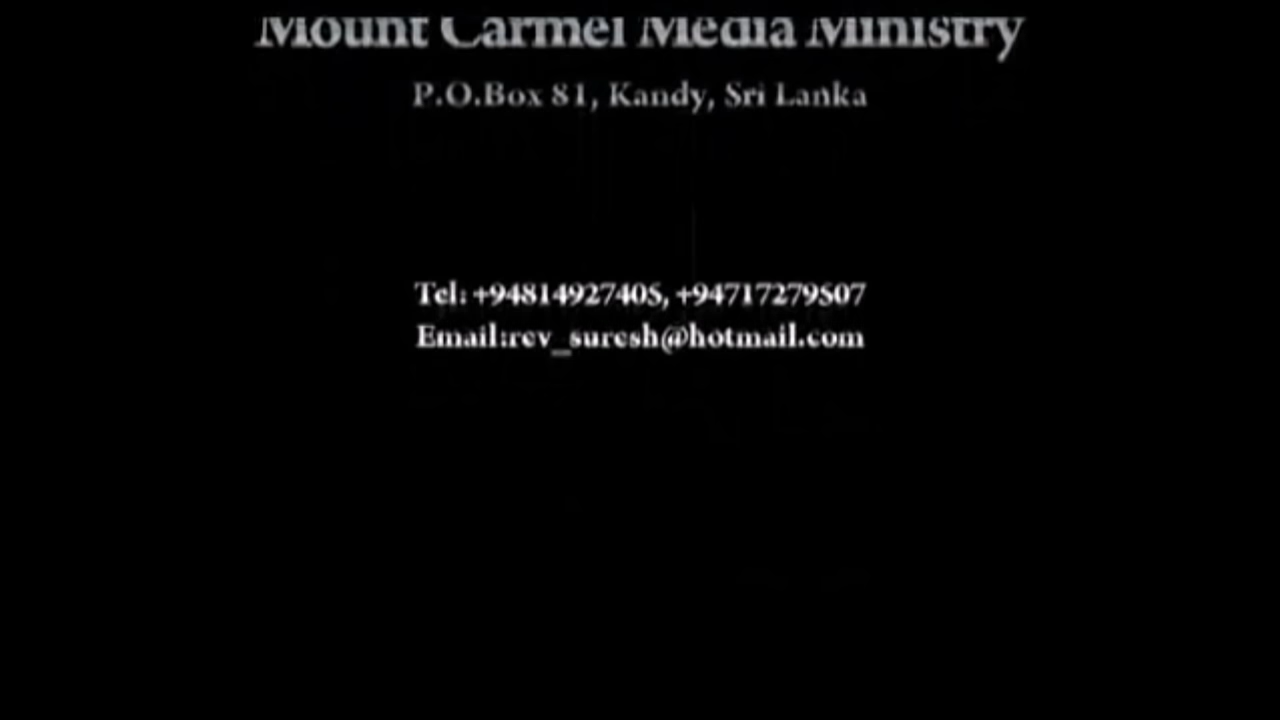 Mount Carmel Media Ministry
P.O.Box 81, Kandy, Sri Lanka
Tel: +94814927405, +94717279507
Email:rev_suresh@hotmail.com